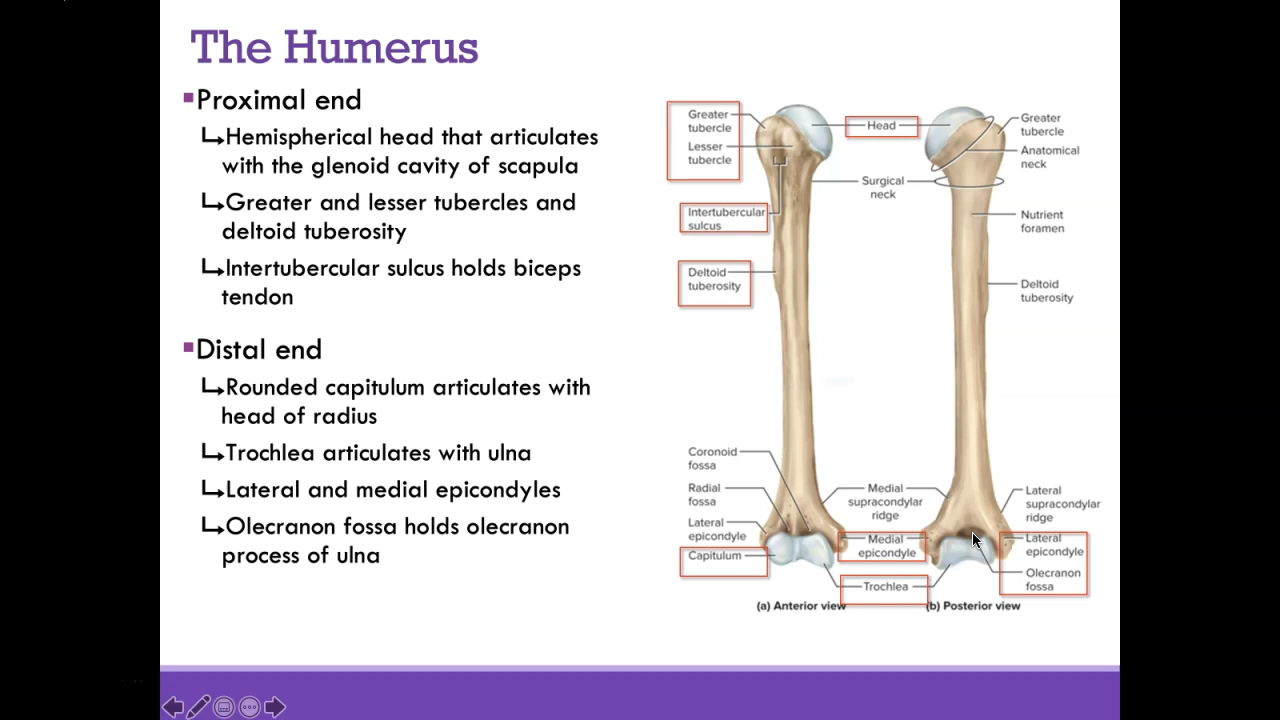 The Humerus
▪Proximal end
↳Hemispherical head that articulates
with the glenoid cavity of scapula
↳Greater and lesser tubercles and
deltoid tuberosity
↳Intertubercular sulcus holds biceps
tendon
▪Distal end
↳Rounded capitulum articulates with
head of radius
↳Trochlea articulates with ulna
↳Lateral and medial epicondyles
↳Olecranon fossa holds olecranon
process of ulna
Greater
tubercle
Lesser
tubercle
Intertubercular
sulcus
Deltoid
tuberosity
Coronoid
fossa
Radial
fossa
Lateral
epicondyle
Capitulum
Head
Surgical
neck
Medial
supracondylar
ridge
Medial
epicondyle
Trochlea
Greater
tubercle
Anatomical
neck
Nutrient
foramen
Deltoid
tuberosity
Lateral
supracondylar
ridge
Lateral
epicondyle
Olecranon
fossa
(a) Anterior view
(b) Posterior view